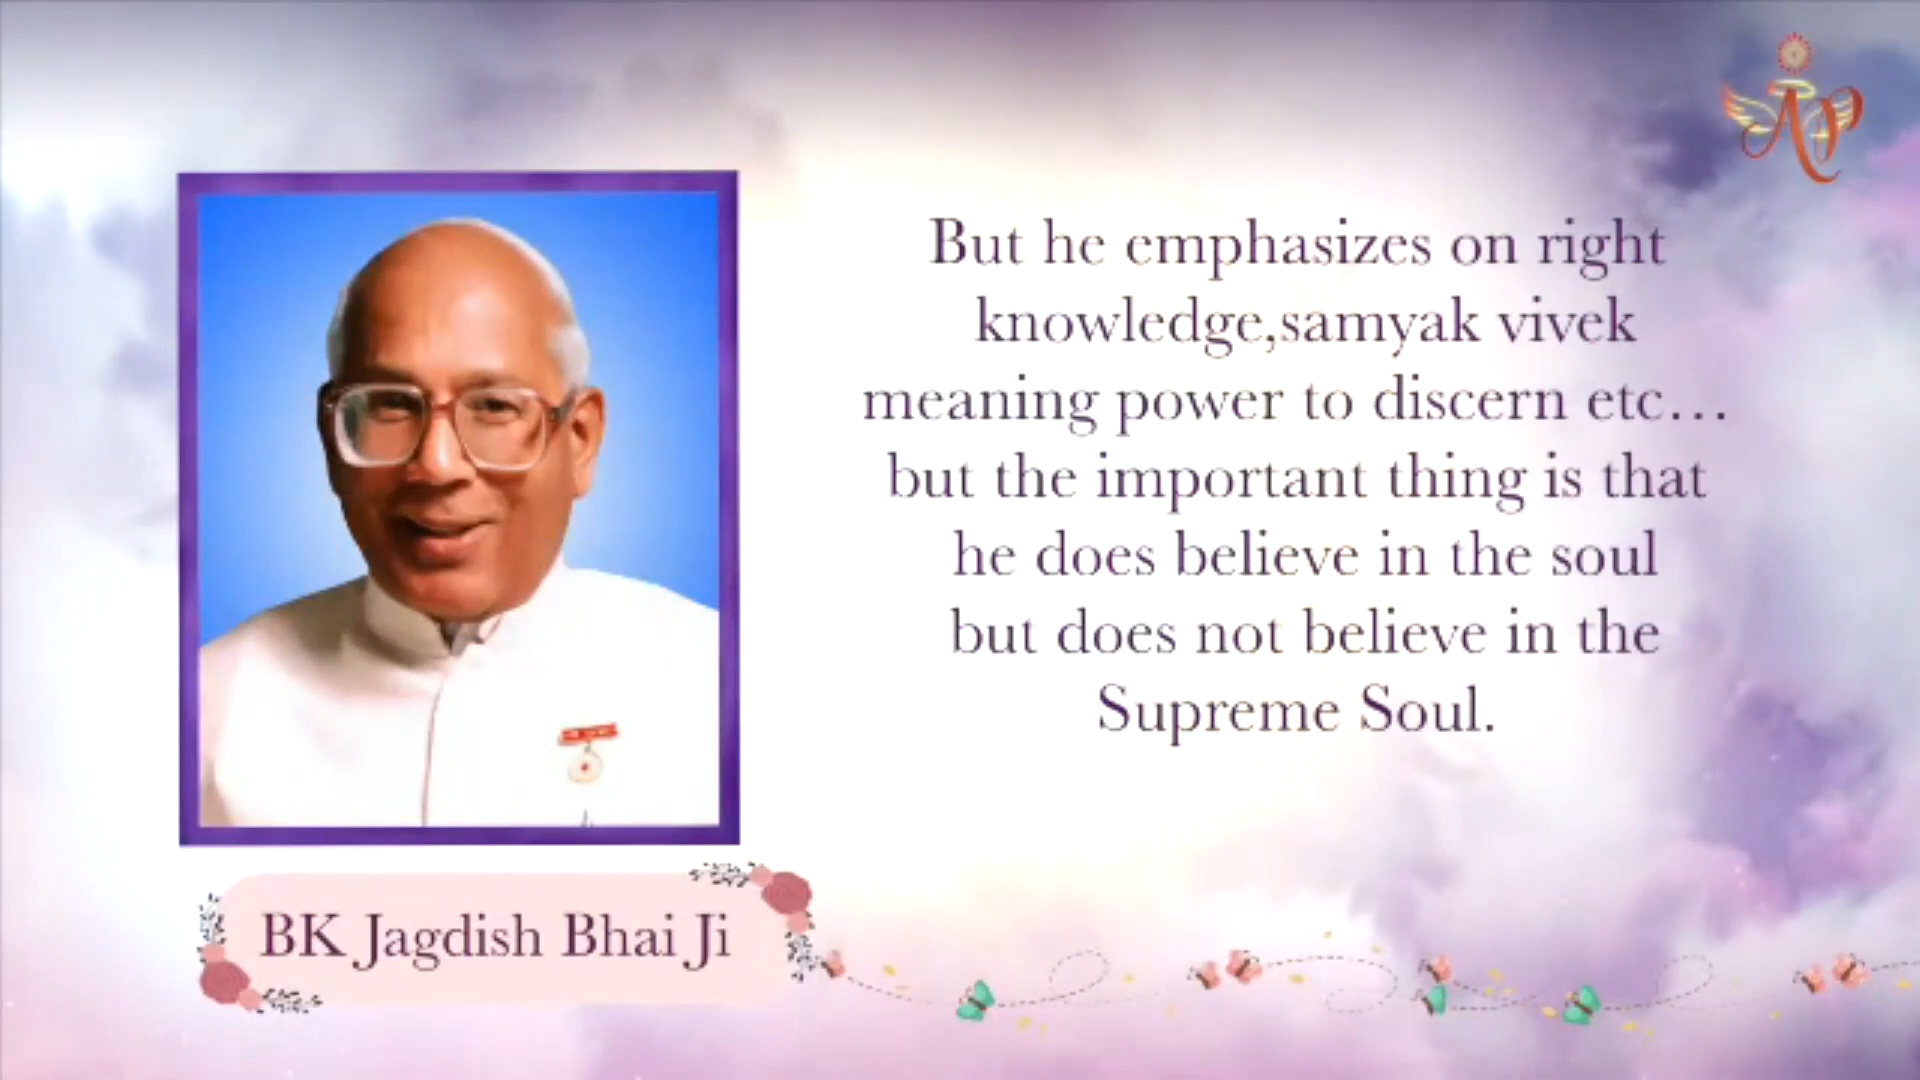 But he emphasizes on right
knowledge,samyak vivek
meaning power to discern etc...
but the important thing is that
he does believe in the soul
but does not believe in the
Supreme Soul.
BK Jagdish Bhai Ji
AP